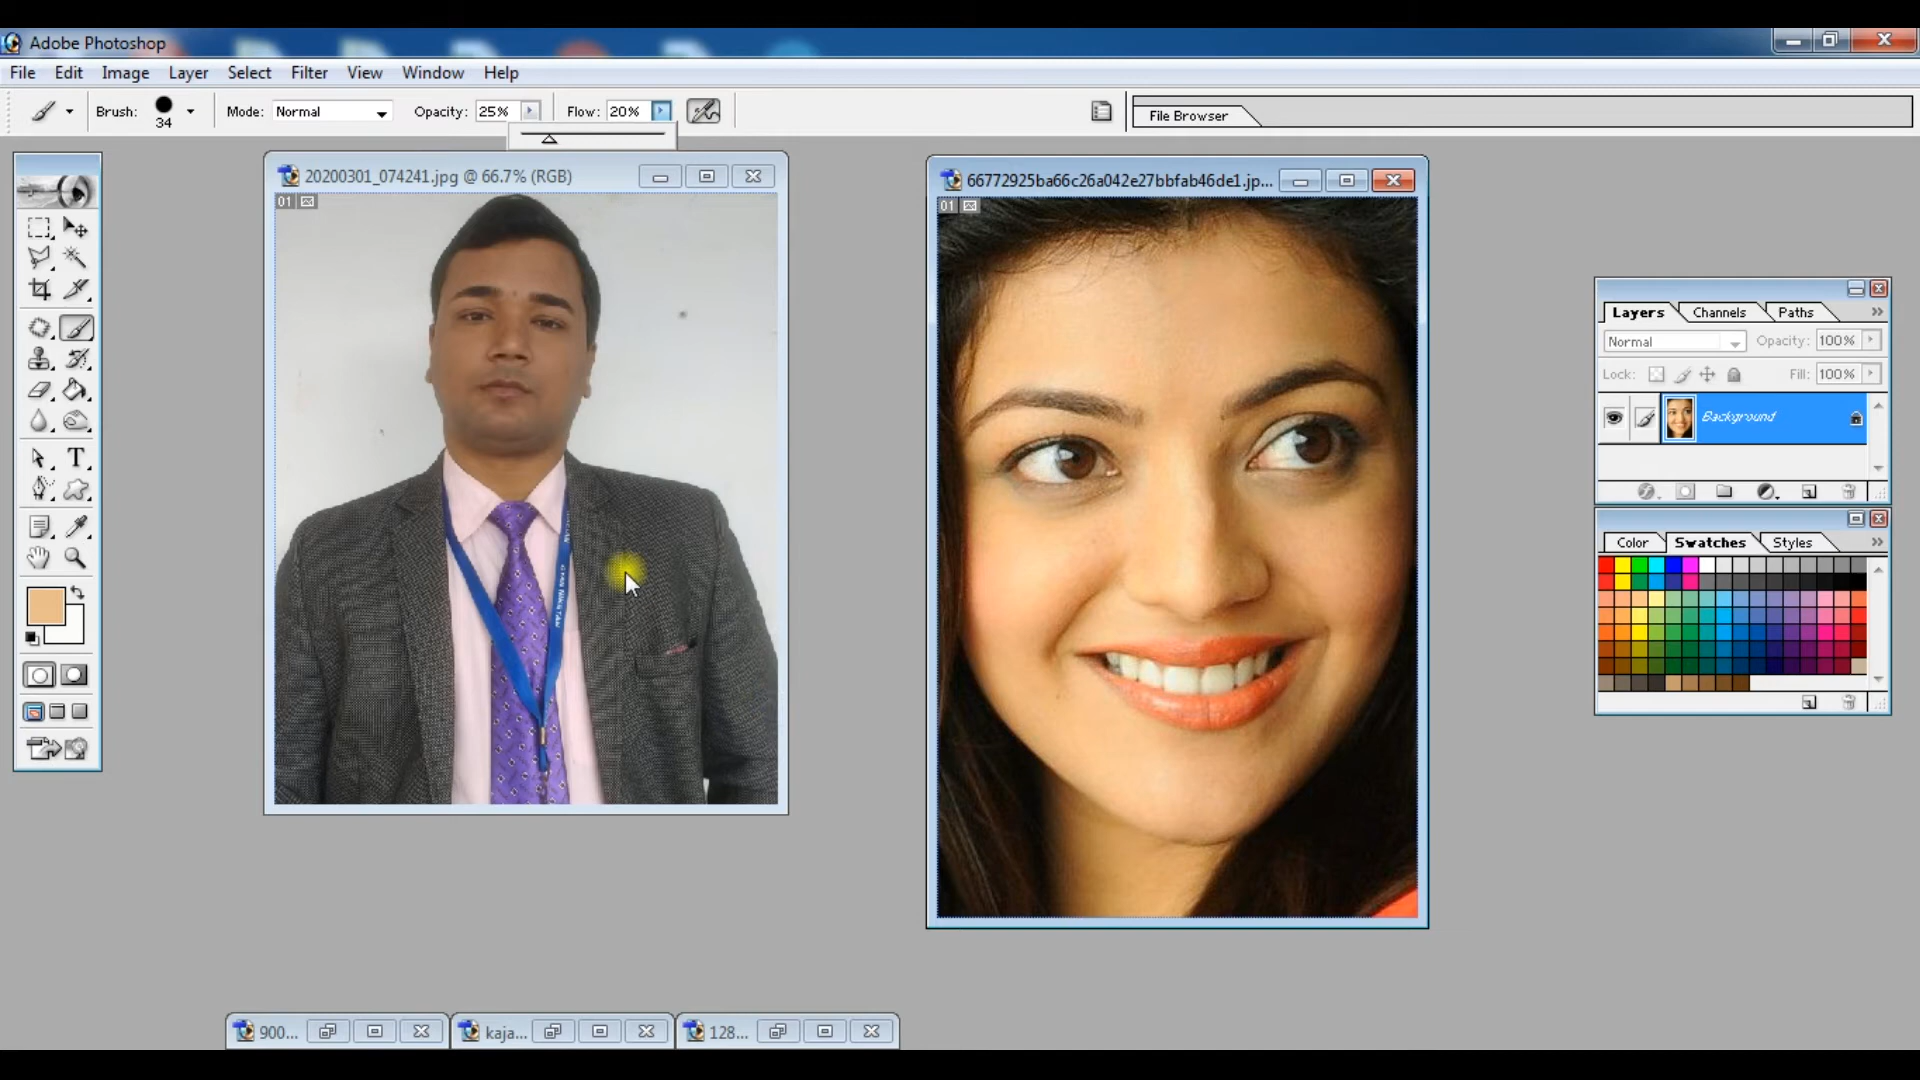 Adobe Photoshop
File Edit Image Layer Select Filter View Window Help
Brush: 34 Mode: Normal Opacity: 25% Flow: 20% File Browser
20200301_074241.jpg @ 66.7% (RGB)
01
66772925ba66c26a042e27bbfab46de1.jp...
01
Layers Channels Paths
Normal Opacity: 100%
Lock: Fill: 100%
Background
Color Swatches Styles
900... kaja... 128...